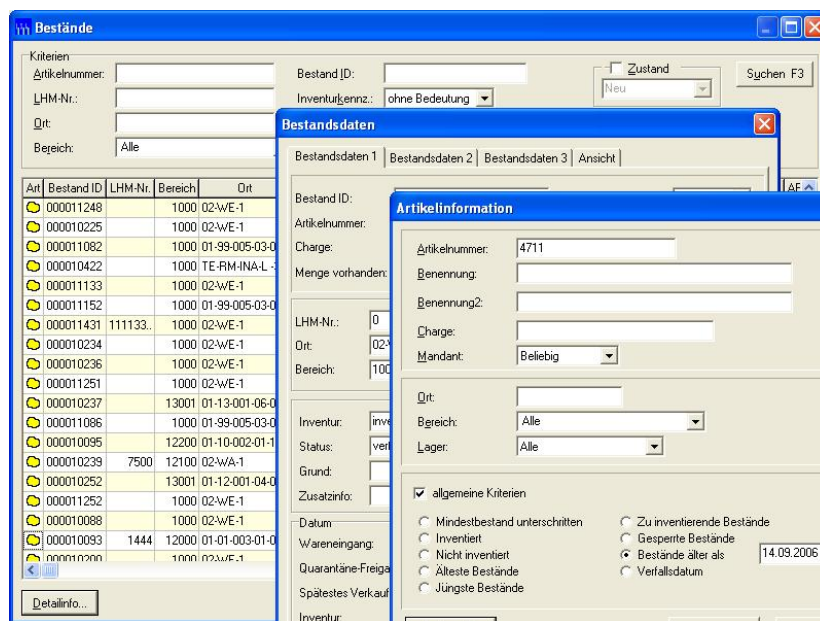 Bestände
Kriterien
Artikelnummer:
Bestand ID:
Zustand
Suchen F3
LHM-Nr.:
Inventurkennz.: ohne Bedeutung
Neu
Ort:
Bereich: Alle
Art Bestand ID LHM-Nr. Bereich Ort
000011248 1000 02-WE-1
000010225 1000 02-WE-1
000011082 1000 01-99-005-03-0
000010422 1000 TE-RM-INA-L -
000011133 1000 02-WE-1
000011152 1000 01-99-005-03-0
000011431 111133.. 1000 02-WE-1
000010234 1000 02-WE-1
000010236 1000 02-WE-1
000011251 1000 02-WE-1
000010237 13001 01-13-001-06-0
000011086 1000 01-99-005-03-0
000010095 12200 01-10-002-01-1
000010239 7500 12100 02-WA-1
000010252 13001 01-12-001-04-0
000011252 1000 02-WE-1
000010088 1000 02-WE-1
000010093 1444 12000 01-01-003-01-0
000010200 1000 02-WE-1
Detailinfo...
Bestandsdaten
Bestandsdaten 1 Bestandsdaten 2 Bestandsdaten 3 Ansicht
Bestand ID:
Artikelnummer:
Charge:
Menge vorhanden:
LHM-Nr.: 0
Ort: 02-
Bereich: 100
Inventur: inve
Status: verl
Grund:
Zusatzinfo:
Datum
Wareneingang:
Quarantäne-Freiga
Spätestes Verkauf
Inventur:
Artikelinformation
Artikelnummer: 4711
Benennung:
Benennung2:
Charge:
Mandant: Beliebig
Ort:
Bereich: Alle
Lager: Alle
allgemeine Kriterien
Mindestbestand unterschritten
Zu inventierende Bestände
Inventiert
Gesperrte Bestände
Nicht inventiert
Bestände älter als 14.09.2006
Älteste Bestände
Verfallsdatum
Jüngste Bestände